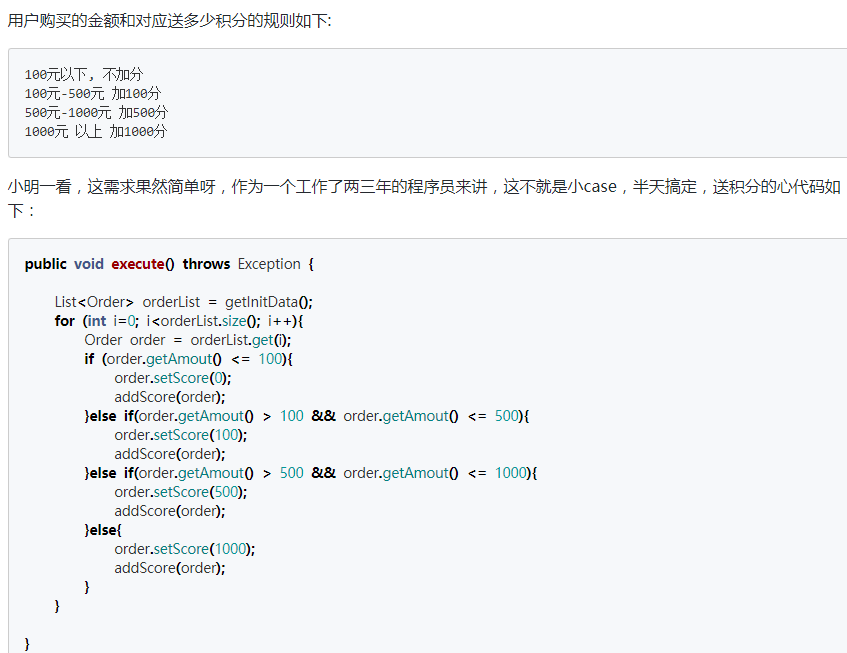 用户购买的金额和对应送多少积分的规则如下:
100元以下, 不加分
100元-500元 加100分
500元-1000元 加500分
1000元 以上 加1000分
小明一看，这需求果然简单呀，作为一个工作了两三年的程序员来讲，这不就是小case，半天搞定，送积分的心代码如
下：
public void execute() throws Exception {
List<Order> orderList = getInitData();
for (int i=0; i<orderList.size(); i++){
Order order = orderList.get(i);
if (order.getAmout() <= 100){
order.setScore(0);
addScore(order);
}else if(order.getAmout() > 100 && order.getAmout() <= 500){
order.setScore(100);
addScore(order);
}else if(order.getAmout() > 500 && order.getAmout() <= 1000){
order.setScore(500);
addScore(order);
}else{
order.setScore(1000);
addScore(order);
}
}
}